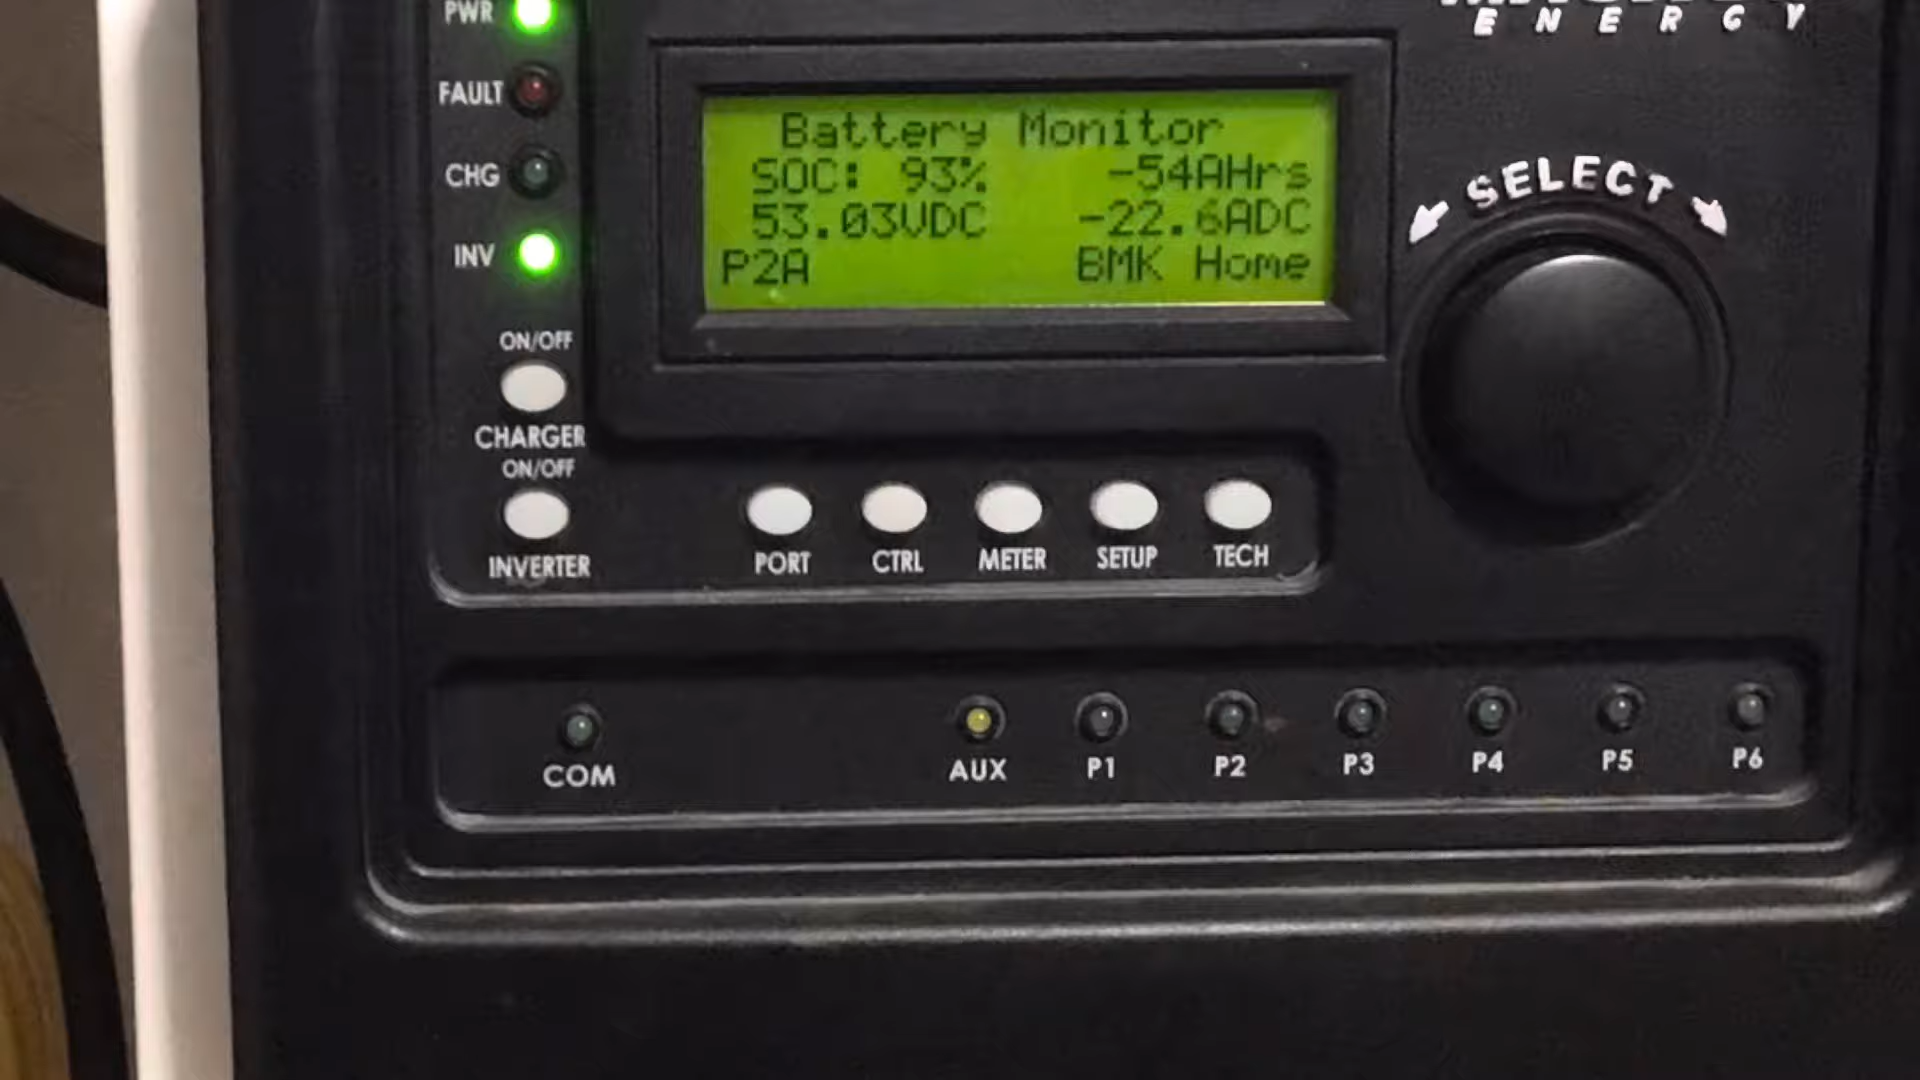 PWR
ENERGY
FAULT
Battery Monitor
SOC: 93% -54AHrs
CHG
SELECT
53.03VDC -22.6ADC
INV
P2A BMK Home
ON/OFF
CHARGER
ON/OFF
INVERTER
PORT CTRL METER SETUP TECH
COM AUX P1 P2 P3 P4 P5 P6